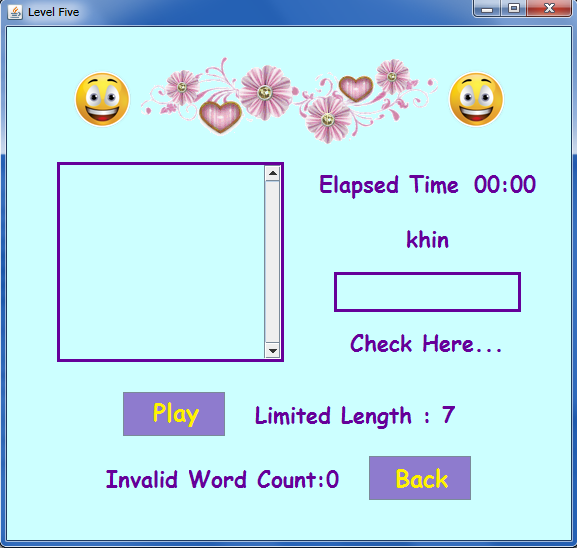 Level Five
Elapsed Time 00:00
khin
Check Here...
Play
Limited Length : 7
Invalid Word Count:0
Back